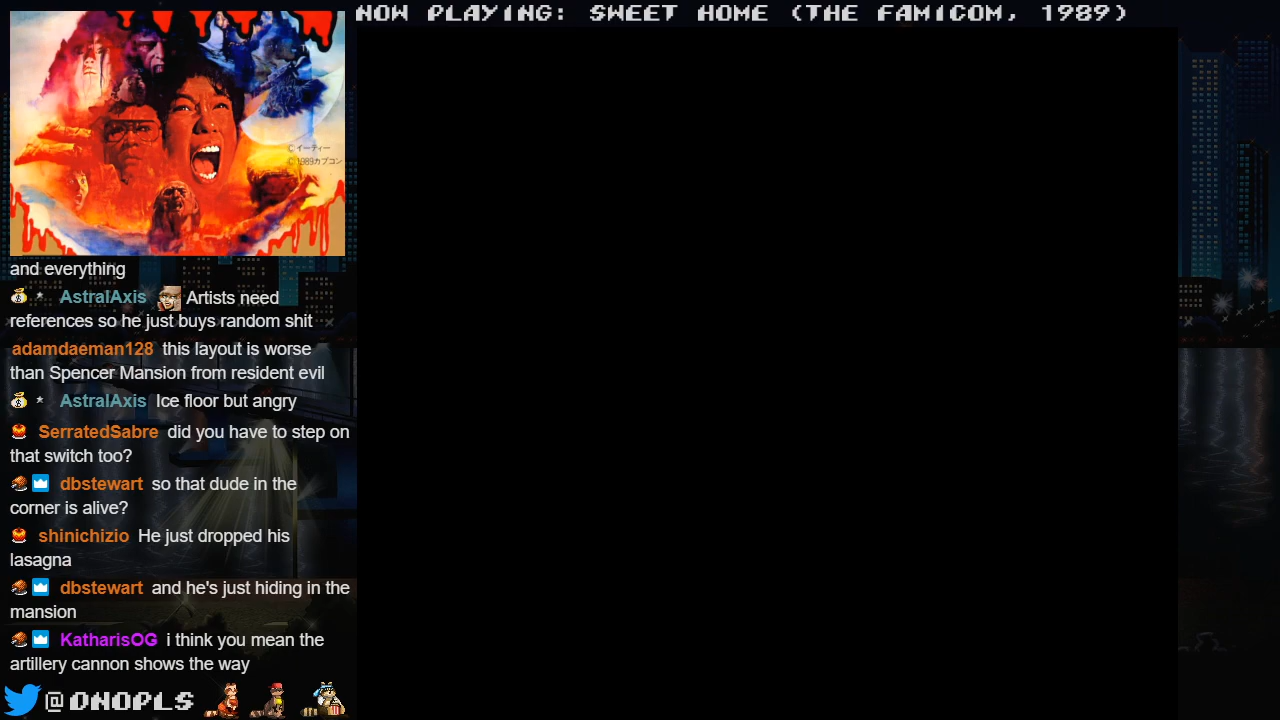 NOW PLAYING: SWEET HOME (THE FAMICOM, 1989)
©イーティー
©1989カプコン
and everything
AstralAxis Artists need
references so he just buys random shit
adamdaeman128 this layout is worse
than Spencer Mansion from resident evil
AstralAxis Ice floor but angry
SerratedSabre did you have to step on
that switch too?
dbstewart so that dude in the
corner is alive?
shinichizio He just dropped his
lasagna
dbstewart and he's just hiding in the
mansion
KatharisOG i think you mean the
artillery cannon shows the way
@DNOPLS